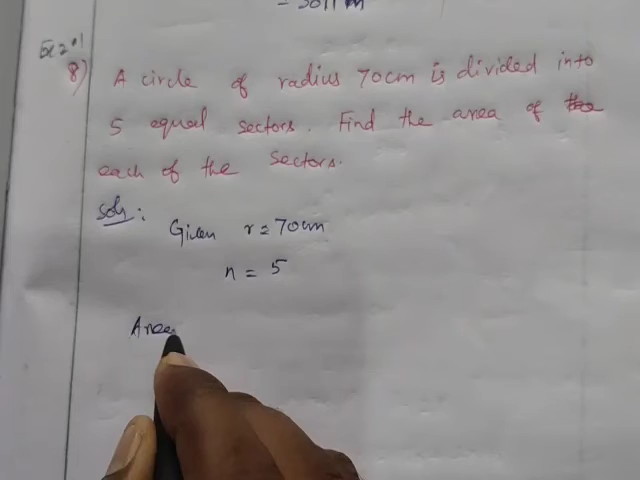 Ex 2.1
8) A circle of radius 70cm is divided into
5 equal sectors. Find the area of the
each of the sectors.
Soln:
Given r = 70cm
n = 5
Area